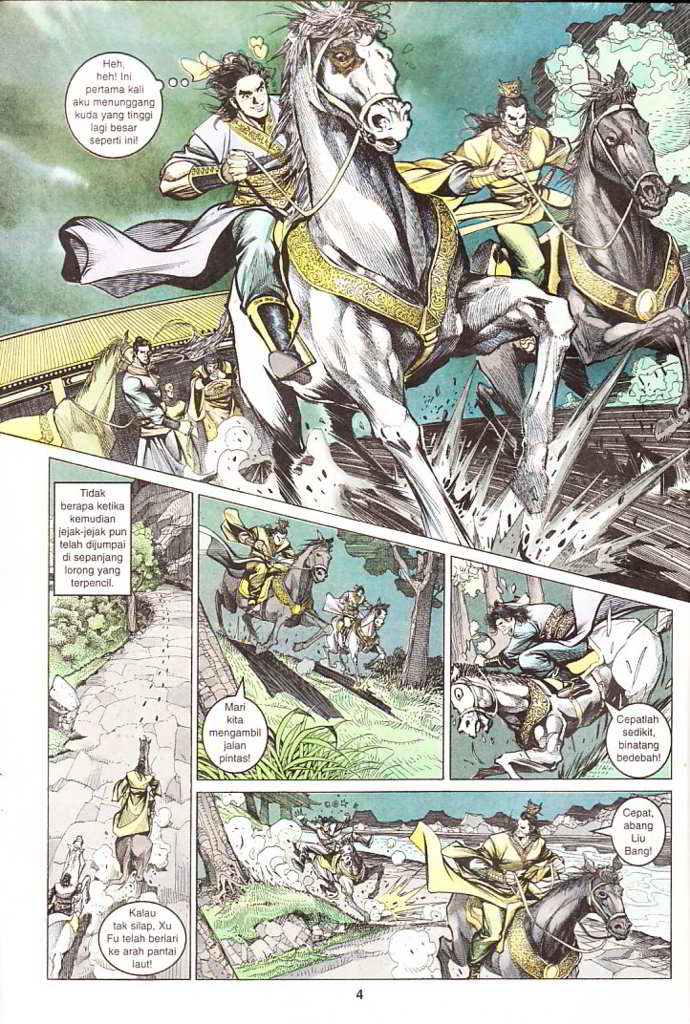 Heh,
heh! Ini
pertama kali
aku menunggang
kuda yang tinggi
lagi besar
seperti ini!
Tidak
berapa ketika
kemudian
jejak-jejak pun
telah dijumpai
di sepanjang
lorong yang
terpencil.
Kalau
tak silap, Xu
Fu telah berlari
ke arah pantai
laut!
Mari
kita
mengambil
jalan
pintas!
Cepatlah
sedikit,
binatang
bedebah!
Cepat,
abang
Liu
Bang!
4